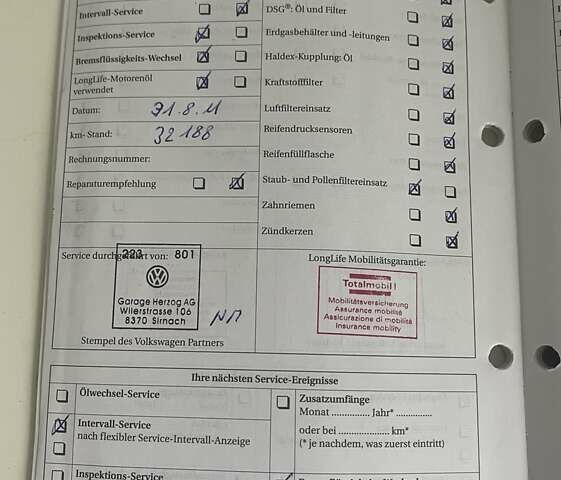 Intervall-Service
Inspektions-Service
Bremsflüssigkeits-Wechsel
LongLife-Motorenöl
verwendet
Datum: 31.8.11
km- Stand: 32 188
Rechnungsnummer:
Reparaturempfehlung
DSG®: Öl und Filter
Erdgasbehälter und -leitungen
Haldex-Kupplung: Öl
Kraftstofffilter
Luftfiltereinsatz
Reifendrucksensoren
Reifenfüllflasche
Staub- und Pollenfiltereinsatz
Zahnriemen
Zündkerzen
Service durchgeführt von:
223 801
Garage Herzog AG
Wilerstrasse 106
8370 Sirnach
Stempel des Volkswagen Partners
LongLife Mobilitätsgarantie:
Totalmobil!
Mobilitätsversicherung
Assurance mobilité
Assicurazione di mobilità
Insurance mobility
Ihre nächsten Service-Ereignisse
Ölwechsel-Service
Intervall-Service
nach flexibler Service-Intervall-Anzeige
Inspektions-Service
Zusatzumfänge
Monat ............... Jahr* ...............
oder bei ..................... km*
(* je nachdem, was zuerst eintritt)